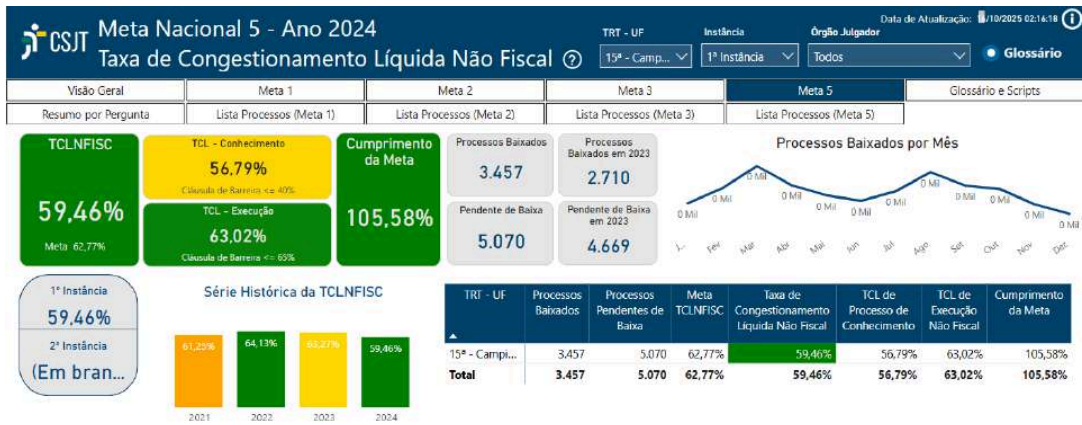 CSJT
Meta Nacional 5 - Ano 2024
Taxa de Congestionamento Líquida Não Fiscal
TRT - UF
15ª - Camp...
Instância
1ª Instância
Órgão Julgador
Todos
Data de Atualização: /10/2025 02:16:18
Glossário
Visão Geral
Meta 1
Meta 2
Meta 3
Meta 5
Glossário e Scripts
Resumo por Pergunta
Lista Processos (Meta 1)
Lista Processos (Meta 2)
Lista Processos (Meta 3)
Lista Processos (Meta 5)
TCLNFISC
59,46%
Meta 62,77%
TCL - Conhecimento
56,79%
Cláusula de Barreira <= 40%
TCL - Execução
63,02%
Cláusula de Barreira <= 65%
Cumprimento
da Meta
105,58%
Processos Baixados
3.457
Processos
Baixados em 2023
2.710
Pendente de Baixa
5.070
Pendente de Baixa
em 2023
4.669
Processos Baixados por Mês
0 Mil
0 Mil
0 Mil
0 Mil
0 Mil
0 Mil
0 Mil
0 Mil
0 Mil
0 Mil
0 Mil
0 Mil
J... Fev Mar Abr Mai Jun Jul Ago Set Out Nov Dez
1ª Instância
59,46%
2ª Instância
(Em bran...
Série Histórica da TCLNFISC
61,25% 64,13% 59,46%
2021 2022 2023 2024
TRT - UF
Processos
Baixados
Processos
Pendentes de
Baixa
Meta
TCLNFISC
Taxa de
Congestionamento
Líquida Não Fiscal
TCL de
Processo de
Conhecimento
TCL de
Execução
Não Fiscal
Cumprimento
da Meta
15ª - Campi... 3.457 5.070 62,77% 59,46% 56,79% 63,02% 105,58%
Total 3.457 5.070 62,77% 59,46% 56,79% 63,02% 105,58%